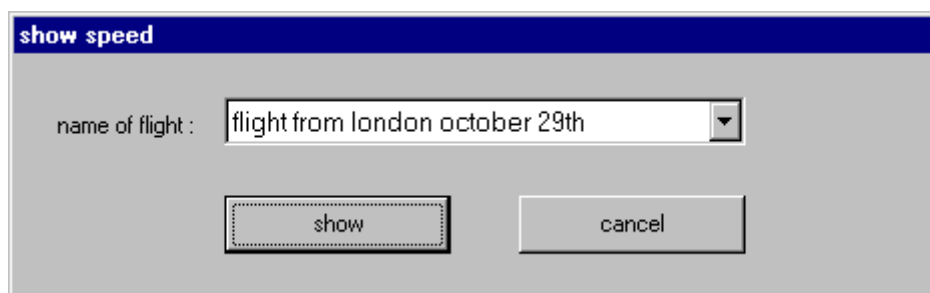 show speed
name of flight : flight from london october 29th
show cancel